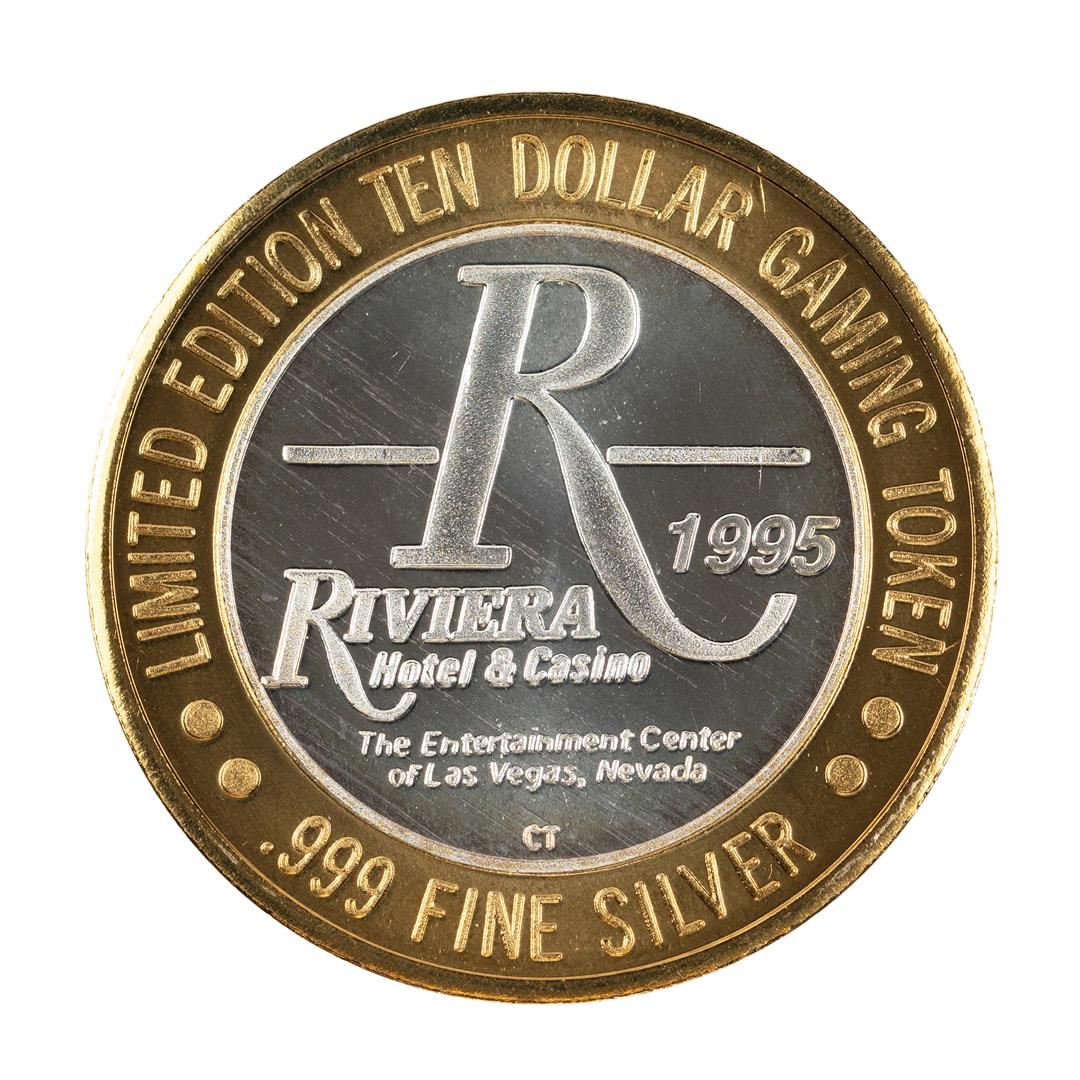 LIMITED EDITION TEN DOLLAR GAMING TOKEN
R
1995
RIVIERA
Hotel & Casino
The Entertainment Center
of Las Vegas, Nevada
CT
.999 FINE SILVER